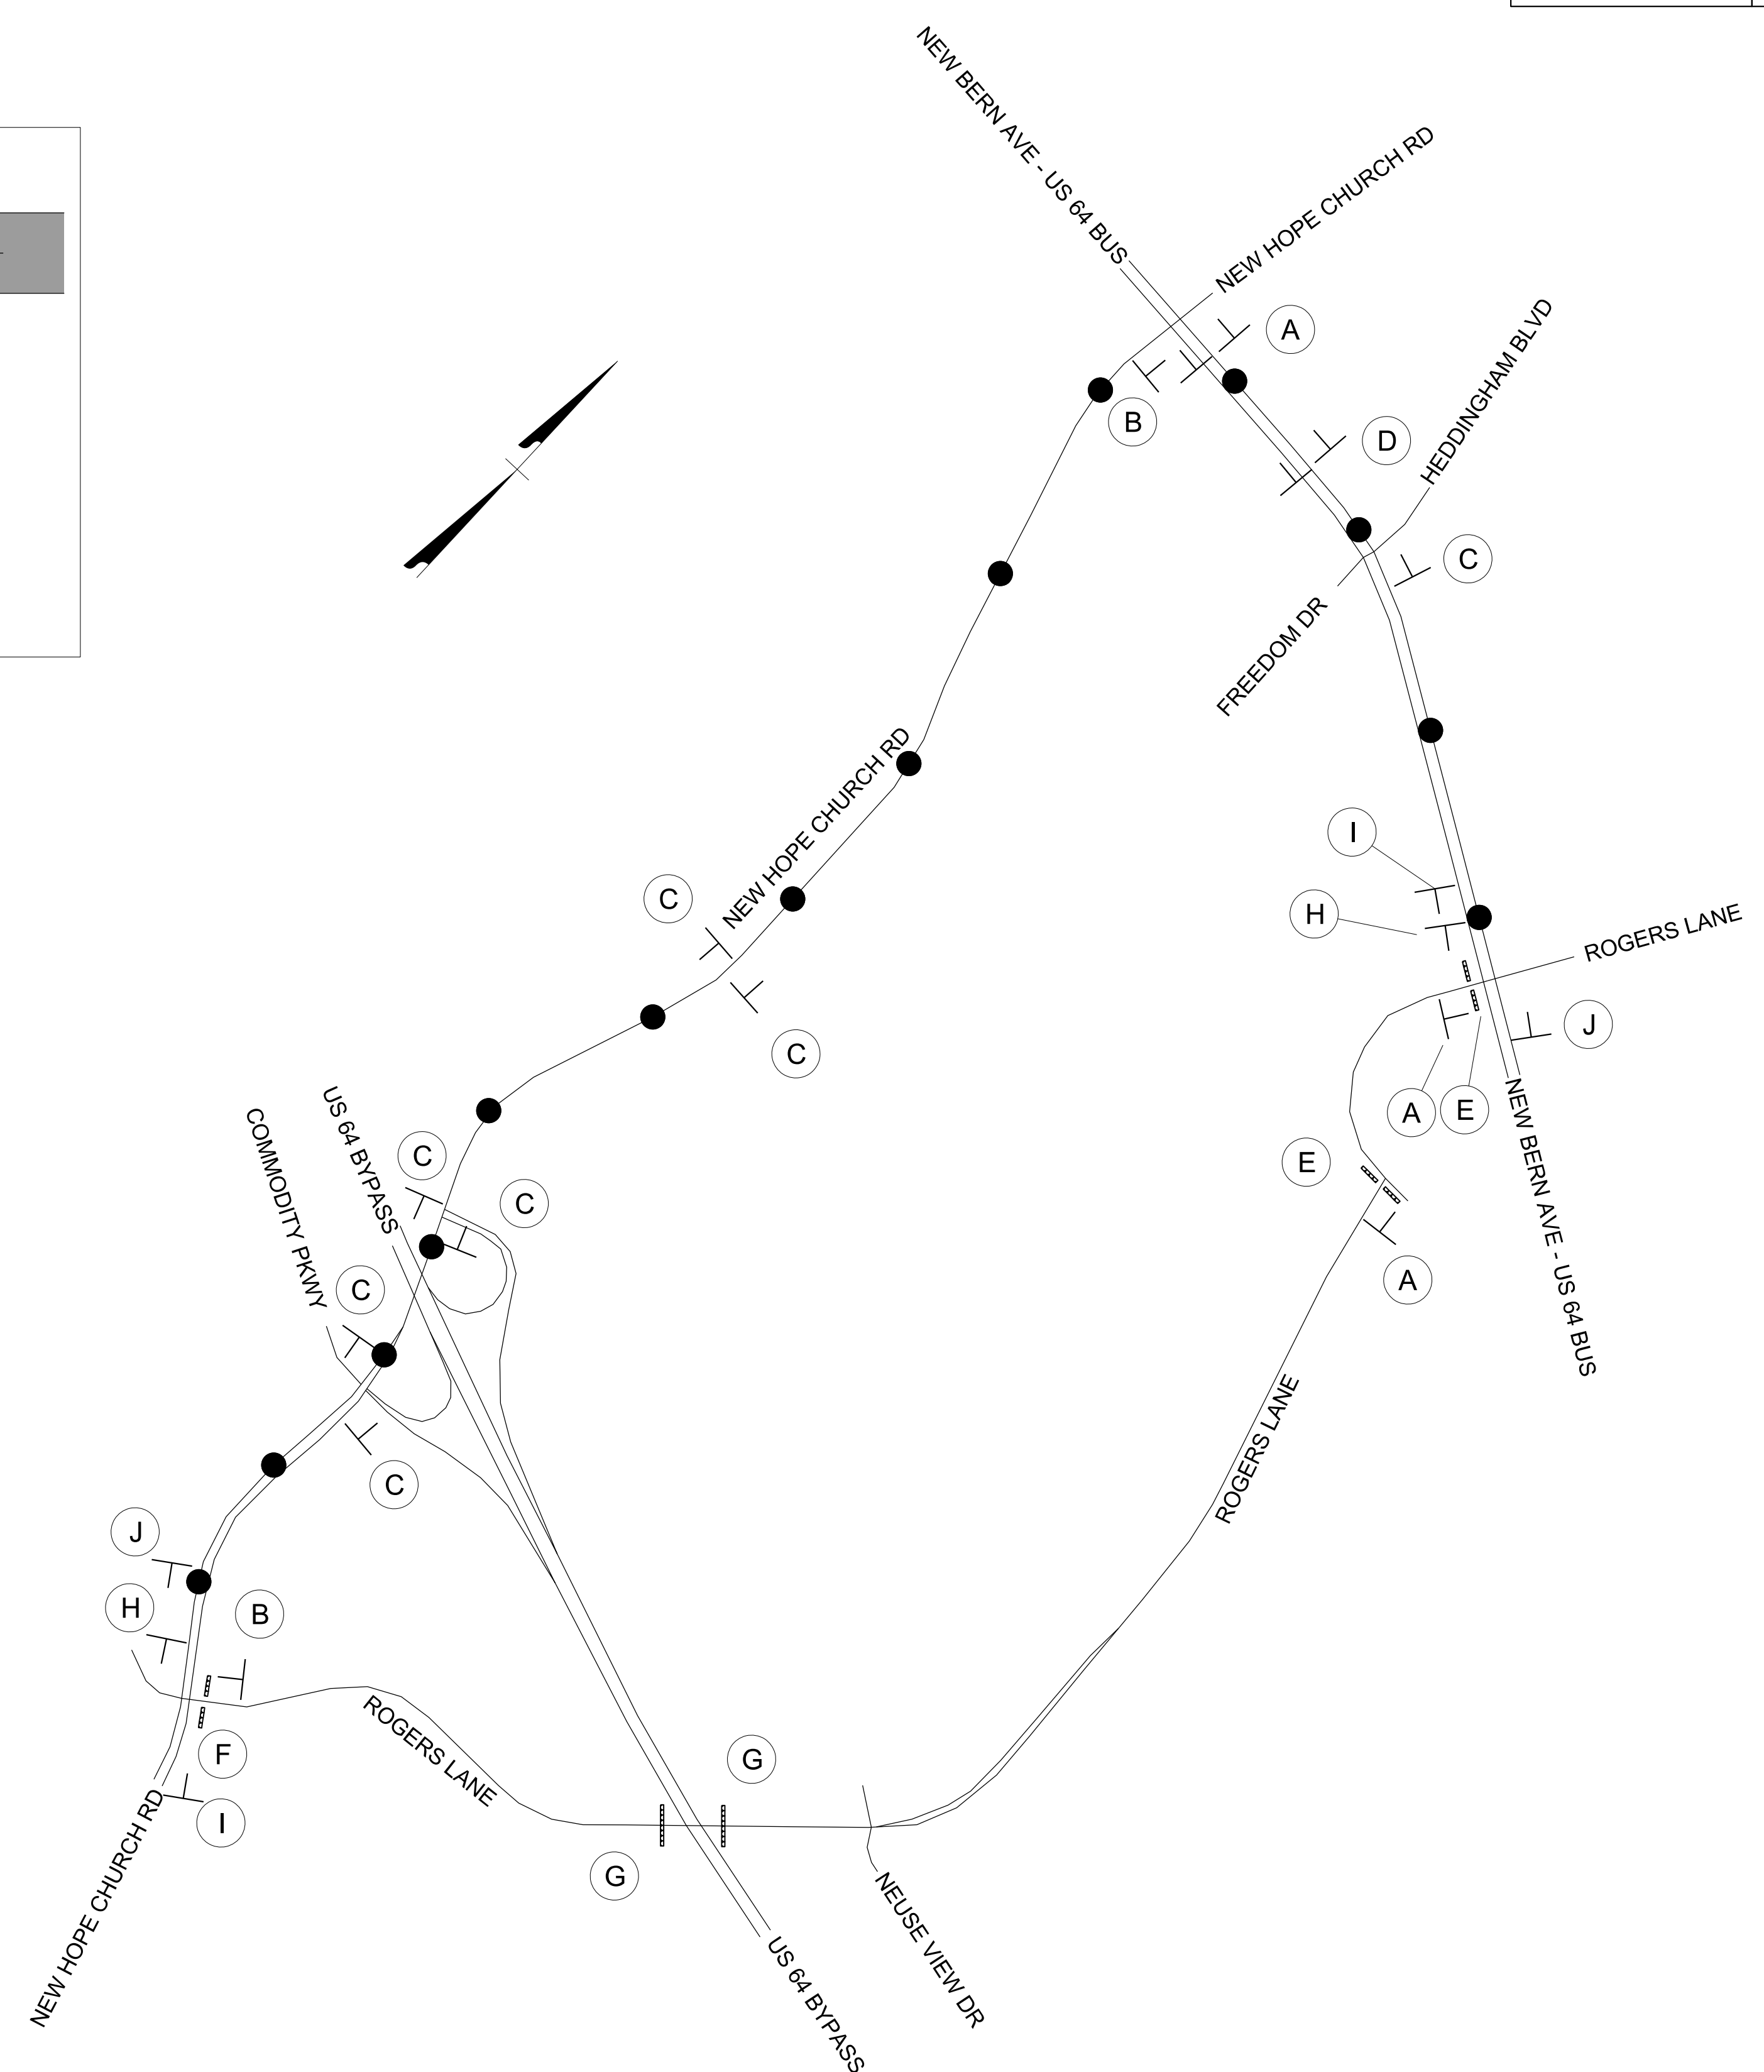 NEW BERN AVE - US 64 BUS
NEW HOPE CHURCH RD
A
HEDDINGHAM BLVD
B
D
C
FREEDOM DR
NEW HOPE CHURCH RD
I
C
H
ROGERS LANE
J
C
A
E
US 64 BYPASS
COMMODITY PKWY
C
E
C
NEW BERN AVE - US 64 BUS
C
A
ROGERS LANE
C
J
H
B
ROGERS LANE
F
G
I
G
NEW HOPE CHURCH RD
NEUSE VIEW DR
US 64 BYPASS